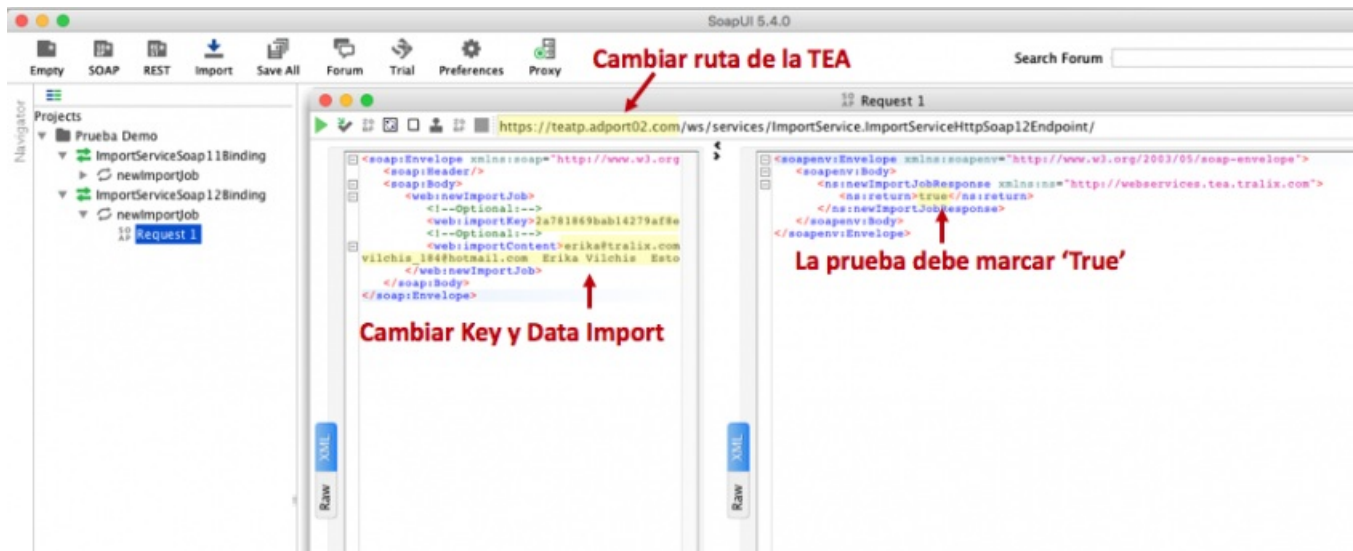 SoapUI 5.4.0
Empty SOAP REST Import Save All Forum Trial Preferences Proxy
Cambiar ruta de la TEA
Search Forum
Navigator
Projects
Prueba Demo
ImportServiceSoap11Binding
newImportJob
ImportServiceSoap12Binding
newImportJob
Request 1
Request 1
https://teatp.adport02.com/ws/services/ImportService.ImportServiceHttpSoap12Endpoint/
<soap:Envelope xmlns:soap="http://www.w3.org
<soap:Header/>
<soap:Body>
<web:newImportJob>
<!--Optional:-->
<web:importKey>2a781869bab14279af8e
<!--Optional:-->
<web:importContent>erika@tralix.com
vilchis_184@hotmail.com Erika Vilchis Esto
</web:newImportJob>
</soap:Body>
</soap:Envelope>
Cambiar Key y Data Import
XML
Raw
<soapenv:Envelope xmlns:soapenv="http://www.w3.org/2003/05/soap-envelope">
<soapenv:Body>
<ns:newImportJobResponse xmlns:ns="http://webservices.tea.tralix.com">
<ns:return>true</ns:return>
</ns:newImportJobResponse>
</soapenv:Body>
</soapenv:Envelope>
La prueba debe marcar ‘True’
XML
Raw